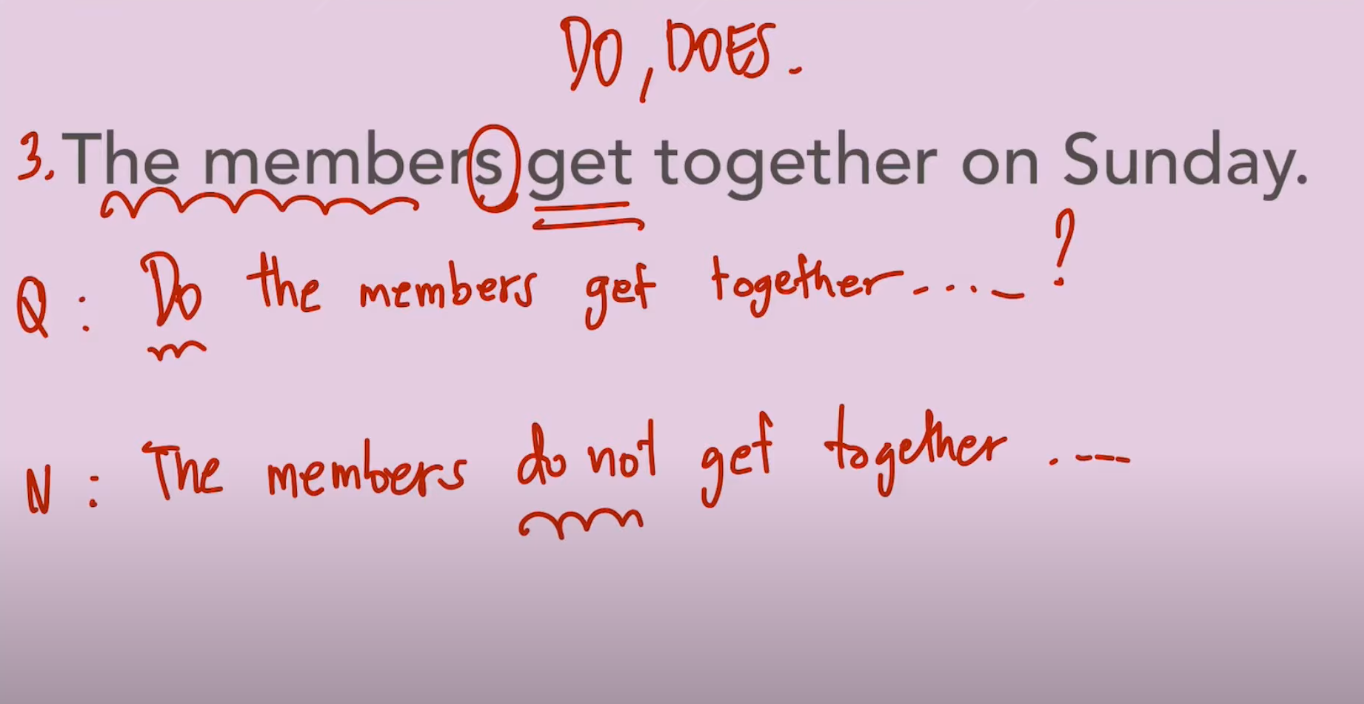 DO, DOES.
3. The members get together on Sunday.
Q: Do the members get together.....?
N: The members do not get together ....